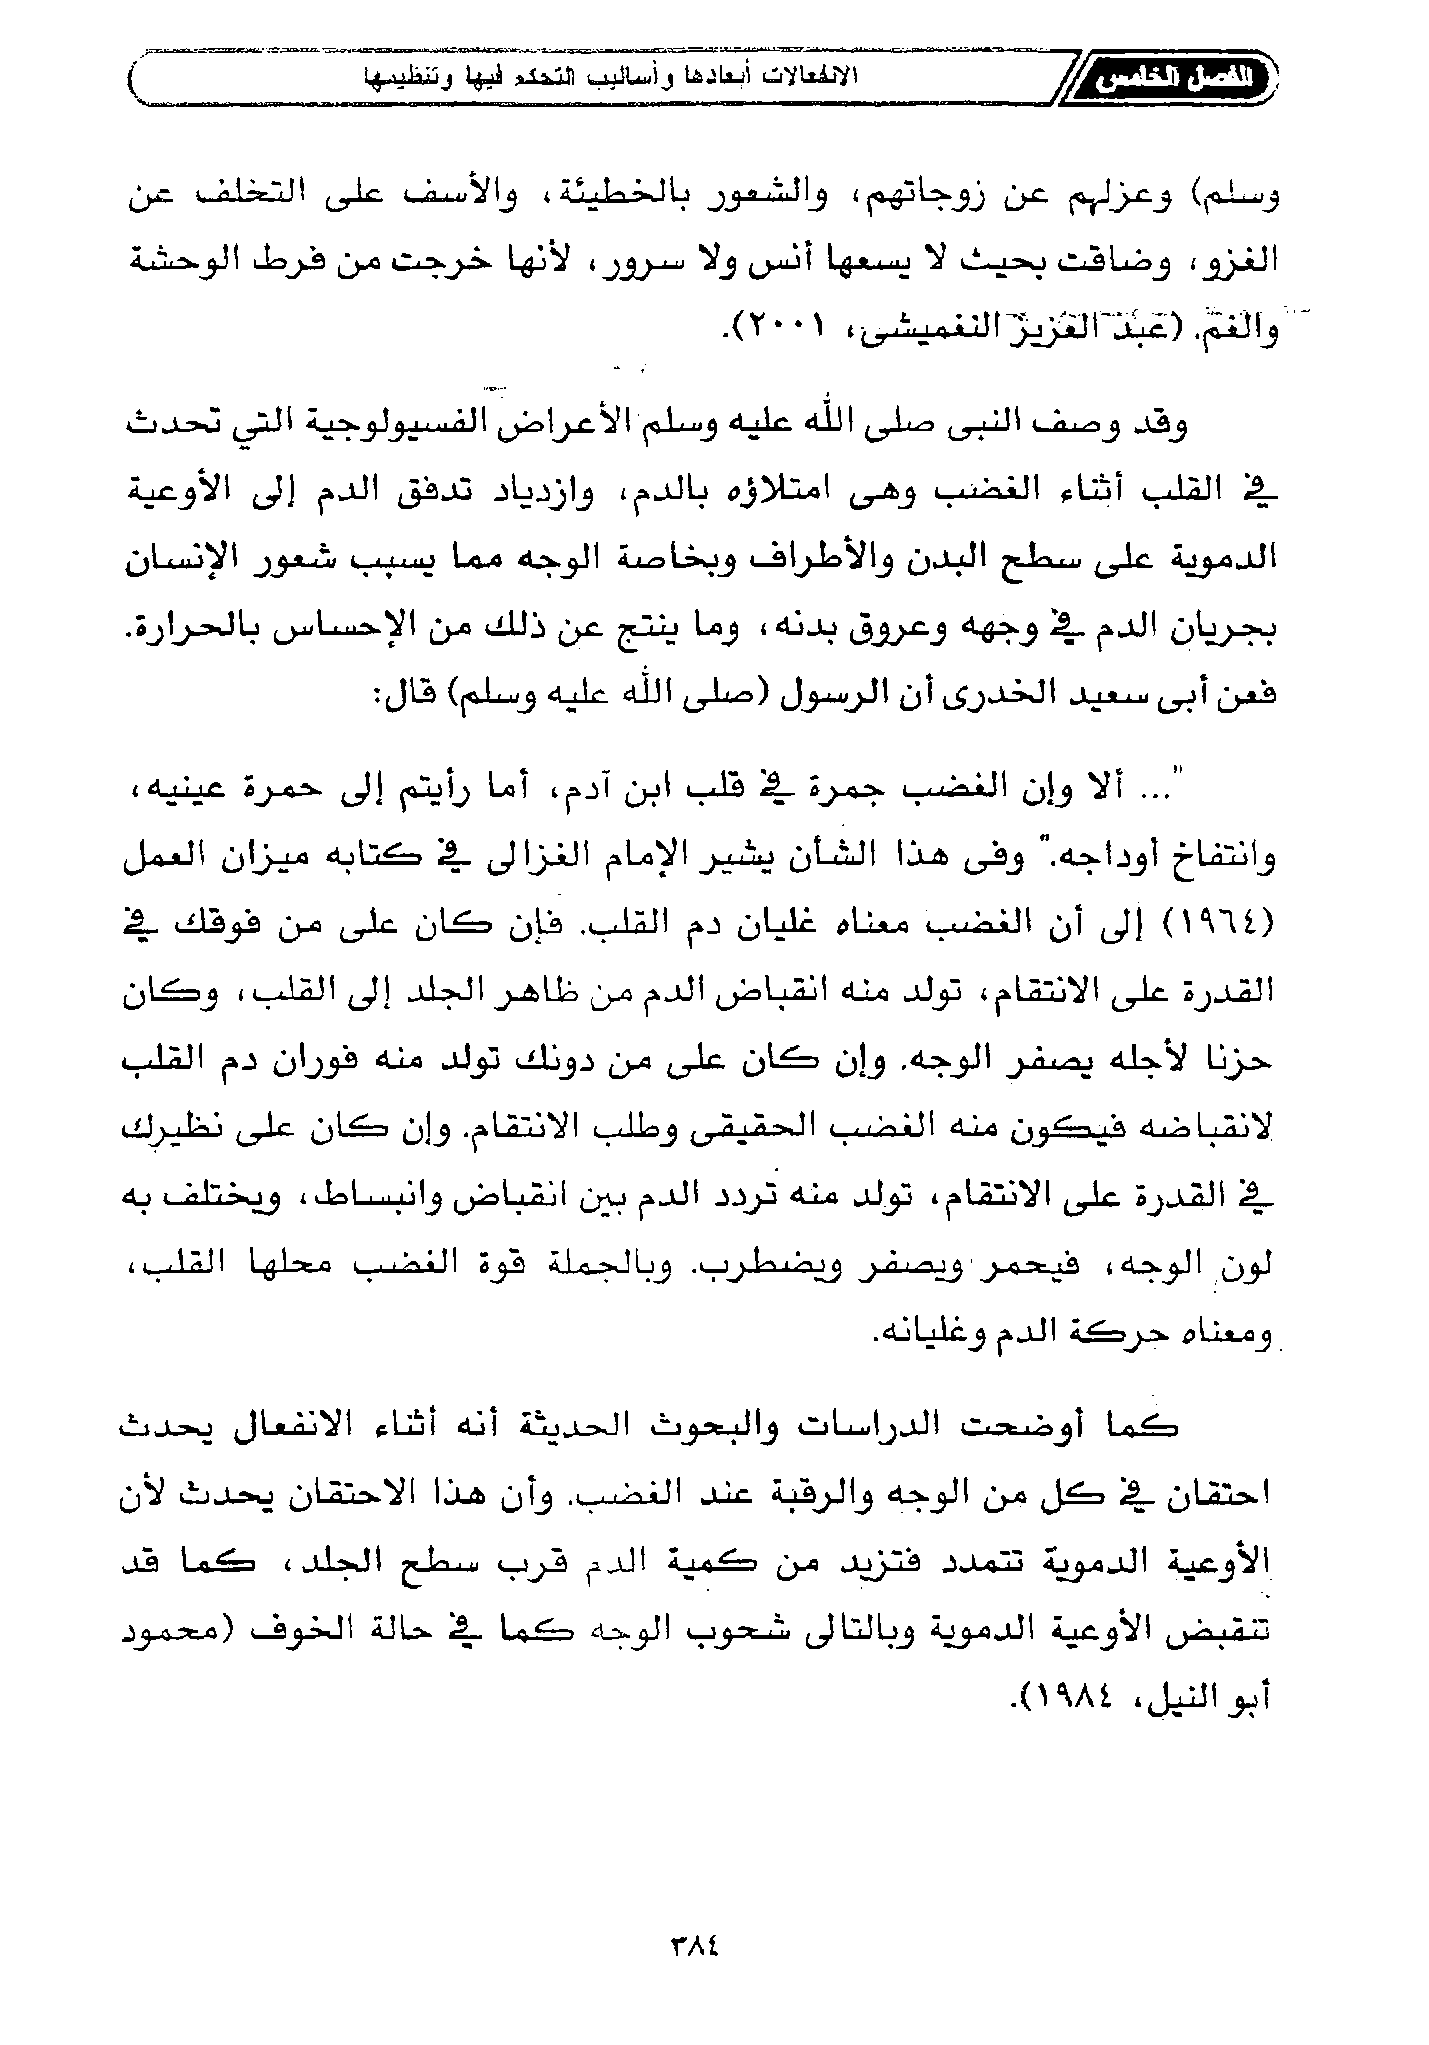 الفصل الخامس
الانفعالات أبعادها وأساليب التحكم فيها وتنظيمها
وسلم) وعزلهم عن زوجاتهم، والشعور بالخطيئة، والأسف على التخلف عن
الغزو، وضاقت بحيث لا يسعها أنس ولا سرور، لأنها خرجت من فرط الوحشة
والغم. (عبد العزيز النغميشى، ٢٠٠١).
وقد وصف النبى صلى الله عليه وسلم الأعراض الفسيولوجية التي تحدث
في القلب أثناء الغضب وهى امتلاؤه بالدم، وازدياد تدفق الدم إلى الأوعية
الدموية على سطح البدن والأطراف وبخاصة الوجه مما يسبب شعور الإنسان
بجريان الدم في وجهه وعروق بدنه، وما ينتج عن ذلك من الإحساس بالحرارة.
فعن أبى سعيد الخدرى أن الرسول (صلى الله عليه وسلم) قال:
"... ألا وإن الغضب جمرة في قلب ابن آدم، أما رأيتم إلى حمرة عينيه،
وانتفاخ أوداجه." وفى هذا الشأن يشير الإمام الغزالى في كتابه ميزان العمل
(١٩٦٤) إلى أن الغضب معناه غليان دم القلب. فإن كان على من فوقك في
القدرة على الانتقام، تولد منه انقباض الدم من ظاهر الجلد إلى القلب، وكان
حزنا لأجله يصفر الوجه. وإن كان على من دونك تولد منه فوران دم القلب
لانقباضه فيكون منه الغضب الحقيقى وطلب الانتقام. وإن كان على نظيرك
في القدرة على الانتقام، تولد منه تردد الدم بين انقباض وانبساط، ويختلف به
لون الوجه، فيحمر ويصفر ويضطرب. وبالجملة قوة الغضب محلها القلب،
ومعناه حركة الدم وغليانه.
كما أوضحت الدراسات والبحوث الحديثة أنه أثناء الانفعال يحدث
احتقان في كل من الوجه والرقبة عند الغضب. وأن هذا الاحتقان يحدث لأن
الأوعية الدموية تتمدد فتزيد من كمية الدم قرب سطح الجلد، كما قد
تنقبض الأوعية الدموية وبالتالى شحوب الوجه كما في حالة الخوف (محمود
أبو النيل، ١٩٨٤).
٣٨٤